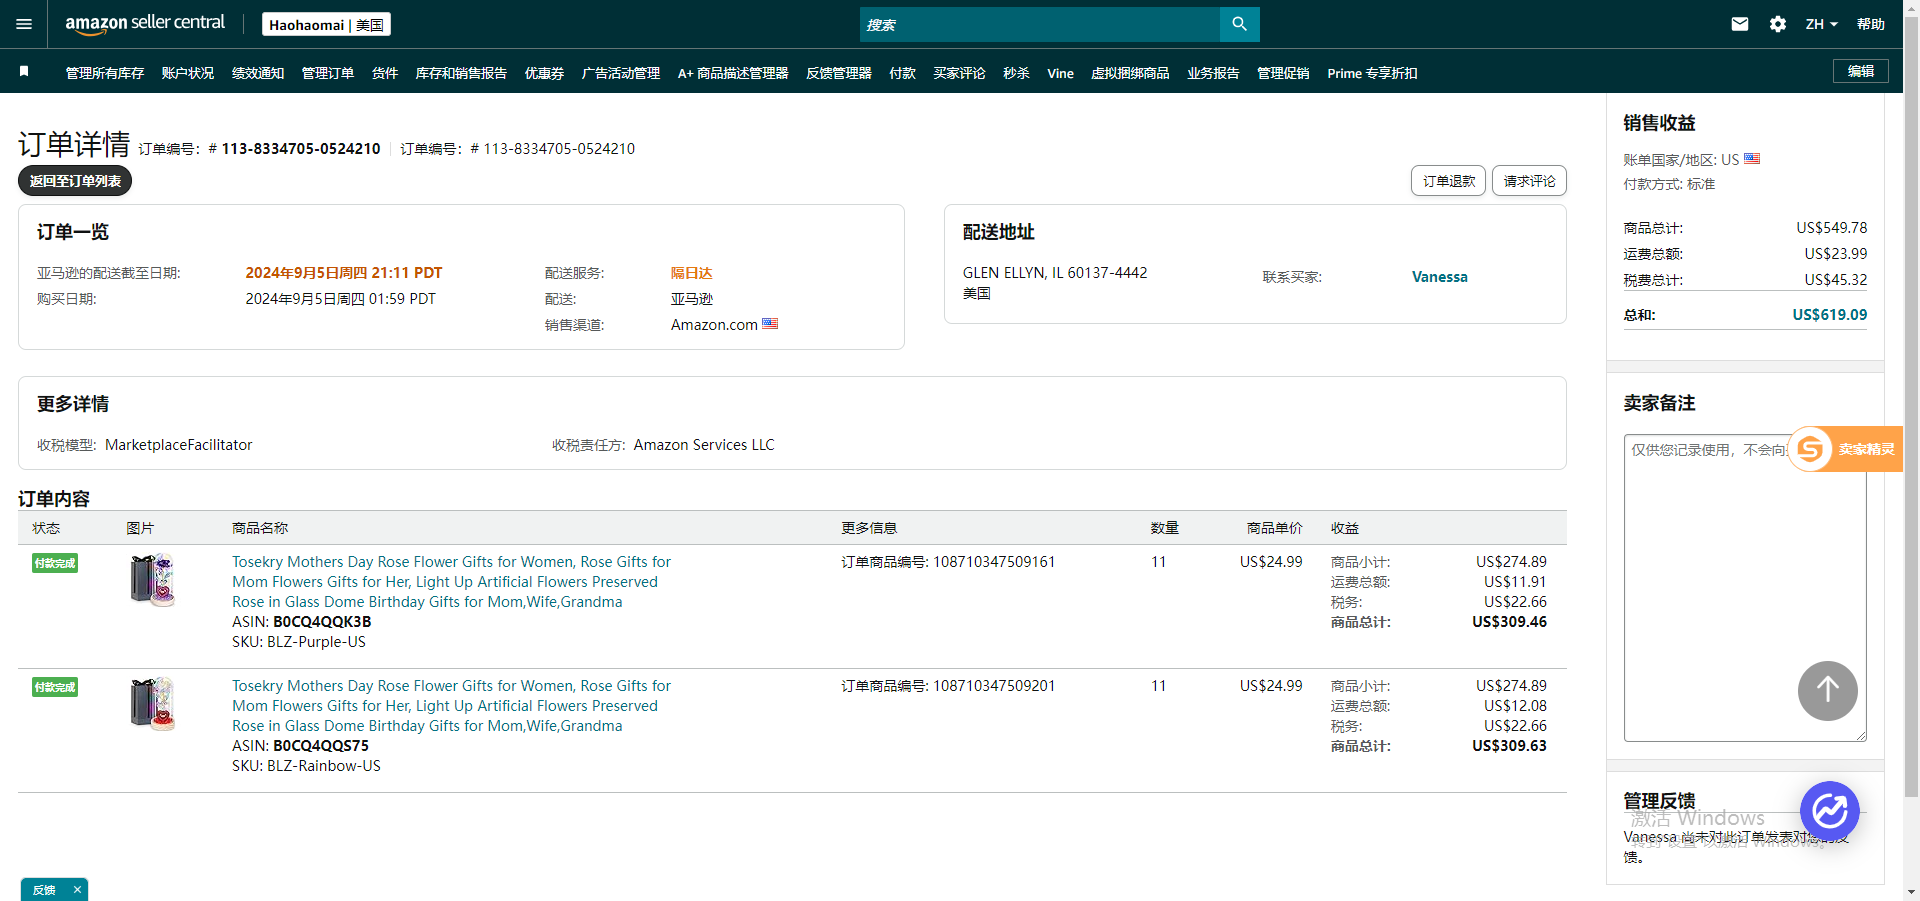 amazon seller central
Haohaomai | 美国
搜索
ZH
帮助
管理所有库存 账户状况 绩效通知 管理订单 货件 库存和销售报告 优惠券 广告活动管理 A+ 商品描述管理器 反馈管理器 付款 买家评论 秒杀 Vine 虚拟捆绑商品 业务报告 管理促销 Prime 专享折扣
编辑
订单详情 订单编号: # 113-8334705-0524210 订单编号: # 113-8334705-0524210
返回至订单列表
订单退款 请求评论
订单一览
亚马逊的配送截至日期: 2024年9月5日周四 21:11 PDT
购买日期: 2024年9月5日周四 01:59 PDT
配送服务: 隔日达
配送: 亚马逊
销售渠道: Amazon.com
配送地址
GLEN ELLYN, IL 60137-4442
美国
联系买家: Vanessa
更多详情
收税模型: MarketplaceFacilitator 收税责任方: Amazon Services LLC
订单内容
状态 图片 商品名称 更多信息 数量 商品单价 收益
付款完成
Tosekry Mothers Day Rose Flower Gifts for Women, Rose Gifts for
Mom Flowers Gifts for Her, Light Up Artificial Flowers Preserved
Rose in Glass Dome Birthday Gifts for Mom,Wife,Grandma
ASIN: B0CQ4QQK3B
SKU: BLZ-Purple-US
订单商品编号: 108710347509161
11
US$24.99
商品小计: US$274.89
运费总额: US$11.91
税务: US$22.66
商品总计: US$309.46
付款完成
Tosekry Mothers Day Rose Flower Gifts for Women, Rose Gifts for
Mom Flowers Gifts for Her, Light Up Artificial Flowers Preserved
Rose in Glass Dome Birthday Gifts for Mom,Wife,Grandma
ASIN: B0CQ4QQS75
SKU: BLZ-Rainbow-US
订单商品编号: 108710347509201
11
US$24.99
商品小计: US$274.89
运费总额: US$12.08
税务: US$22.66
商品总计: US$309.63
销售收益
账单国家/地区: US
付款方式: 标准
商品总计: US$549.78
运费总额: US$23.99
税费总计: US$45.32
总和: US$619.09
卖家备注
仅供您记录使用，不会向
卖家精灵
管理反馈
激活 Windows
Vanessa 尚未对此订单发表对您的反
转到"设置"以激活 Windows。
馈。
反馈 ×